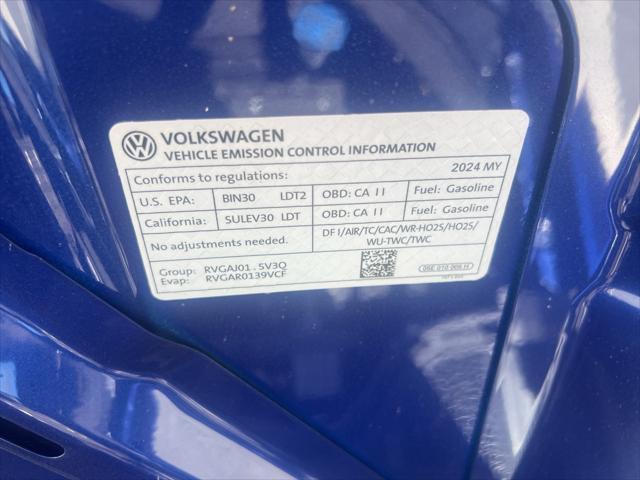 VOLKSWAGEN
VEHICLE EMISSION CONTROL INFORMATION
Conforms to regulations: 2024 MY
U.S. EPA: BIN30 LDT2 OBD: CA II Fuel: Gasoline
California: SULEV30 LDT OBD: CA II Fuel: Gasoline
No adjustments needed. DFI/AIR/TC/CAC/WR-HO2S/HO2S/
WU-TWC/TWC
Group: RVGAJ01.5V3Q
Evap: RVGAR0139VCF